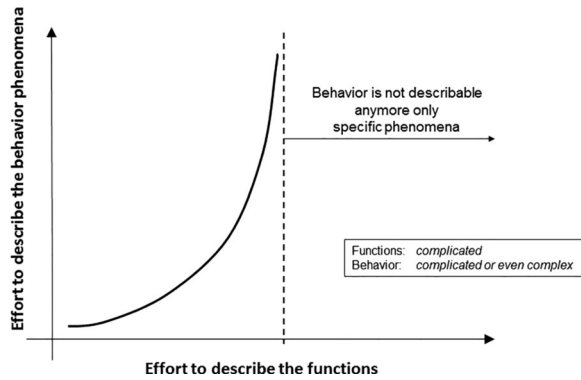 Effort to describe the behavior phenomena
Behavior is not describable
anymore only
specific phenomena
Functions: complicated
Behavior: complicated or even complex
Effort to describe the functions